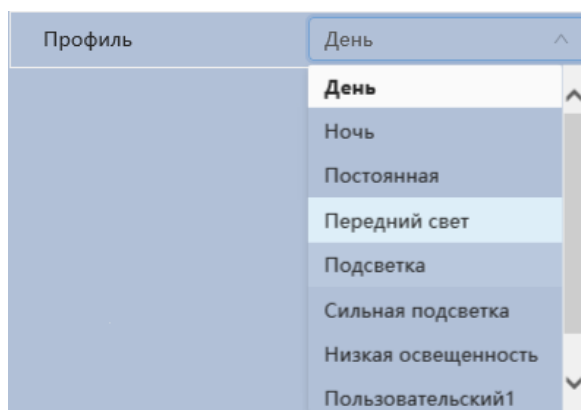 Профиль День
День
Ночь
Постоянная
Передний свет
Подсветка
Сильная подсветка
Низкая освещенность
Пользовательский1